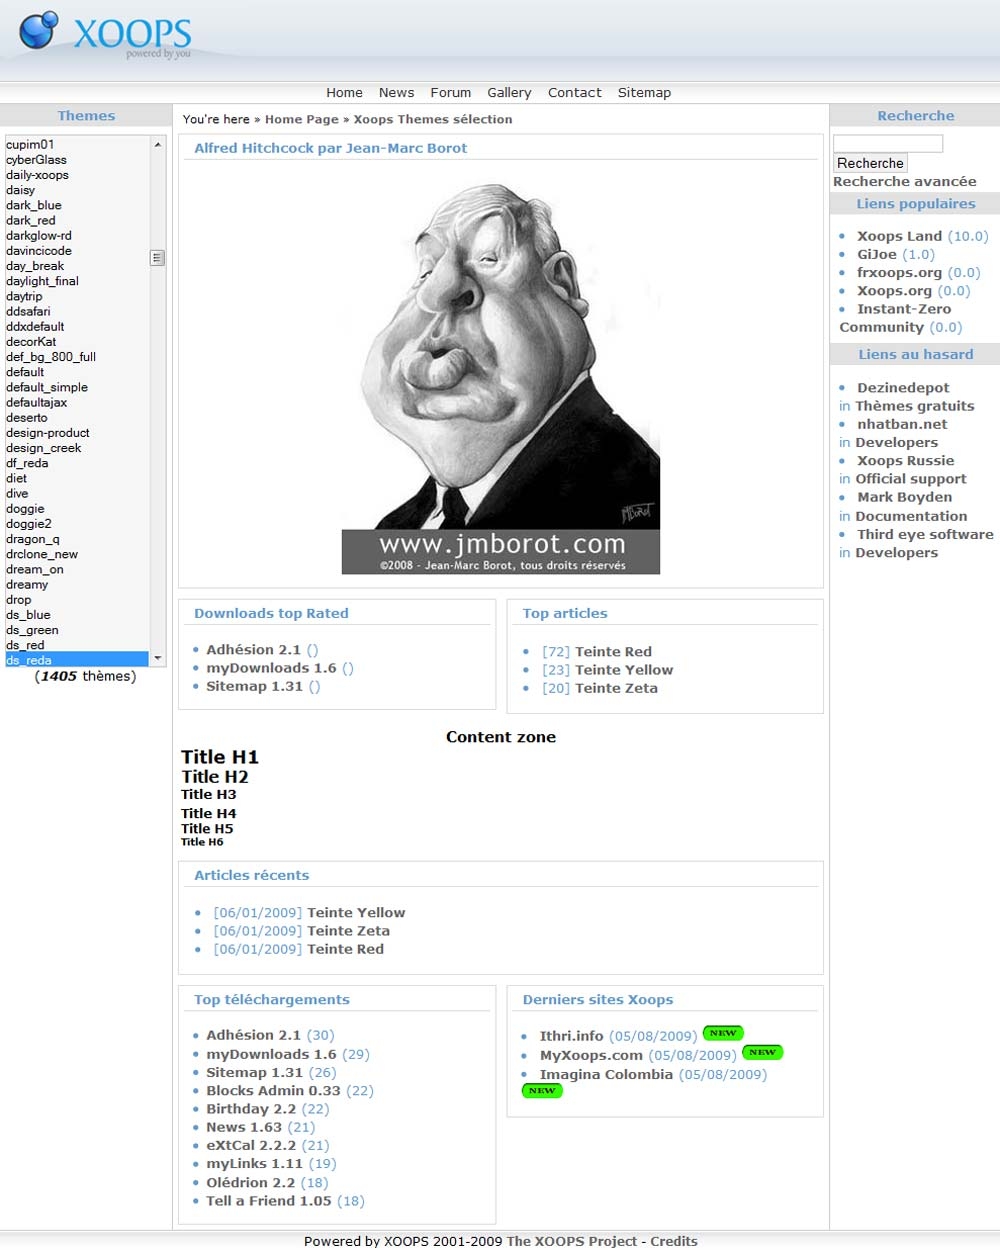 XOOPS
powered by you
Home News Forum Gallery Contact Sitemap
Themes
cupim01
cyberGlass
daily-xoops
daisy
dark_blue
dark_red
darkglow-rd
davincicode
day_break
daylight_final
daytrip
ddsafari
ddxdefault
decorKat
def_bg_800_full
default
default_simple
defaultajax
deserto
design-product
design_creek
df_reda
diet
dive
doggie
doggie2
dragon_q
drclone_new
dream_on
dreamy
drop
ds_blue
ds_green
ds_red
ds_reda
(1405 thèmes)
You're here » Home Page » Xoops Themes sélection
Alfred Hitchcock par Jean-Marc Borot
JMBorot
www.jmborot.com
©2008 - Jean-Marc Borot, tous droits réservés
Downloads top Rated
Adhésion 2.1 ()
myDownloads 1.6 ()
Sitemap 1.31 ()
Top articles
[72] Teinte Red
[23] Teinte Yellow
[20] Teinte Zeta
Content zone
Title H1
Title H2
Title H3
Title H4
Title H5
Title H6
Articles récents
[06/01/2009] Teinte Yellow
[06/01/2009] Teinte Zeta
[06/01/2009] Teinte Red
Top téléchargements
Adhésion 2.1 (30)
myDownloads 1.6 (29)
Sitemap 1.31 (26)
Blocks Admin 0.33 (22)
Birthday 2.2 (22)
News 1.63 (21)
eXtCal 2.2.2 (21)
myLinks 1.11 (19)
Olédrion 2.2 (18)
Tell a Friend 1.05 (18)
Derniers sites Xoops
Ithri.info (05/08/2009) NEW
MyXoops.com (05/08/2009) NEW
Imagina Colombia (05/08/2009)
NEW
Recherche
Recherche
Recherche avancée
Liens populaires
Xoops Land (10.0)
GiJoe (1.0)
frxoops.org (0.0)
Xoops.org (0.0)
Instant-Zero
Community (0.0)
Liens au hasard
Dezinedepot
in Thèmes gratuits
nhatban.net
in Developers
Xoops Russie
in Official support
Mark Boyden
in Documentation
Third eye software
in Developers
Powered by XOOPS 2001-2009 The XOOPS Project - Credits